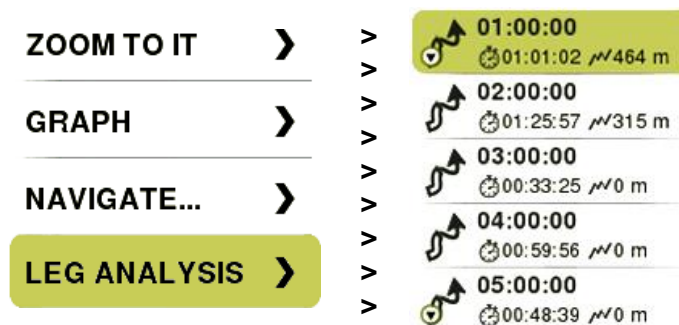 ZOOM TO IT
GRAPH
NAVIGATE...
LEG ANALYSIS
>
>
>
>
>
>
>
>
>
01:00:00
01:01:02 464 m
02:00:00
01:25:57 315 m
03:00:00
00:33:25 0 m
04:00:00
00:59:56 0 m
05:00:00
00:48:39 0 m